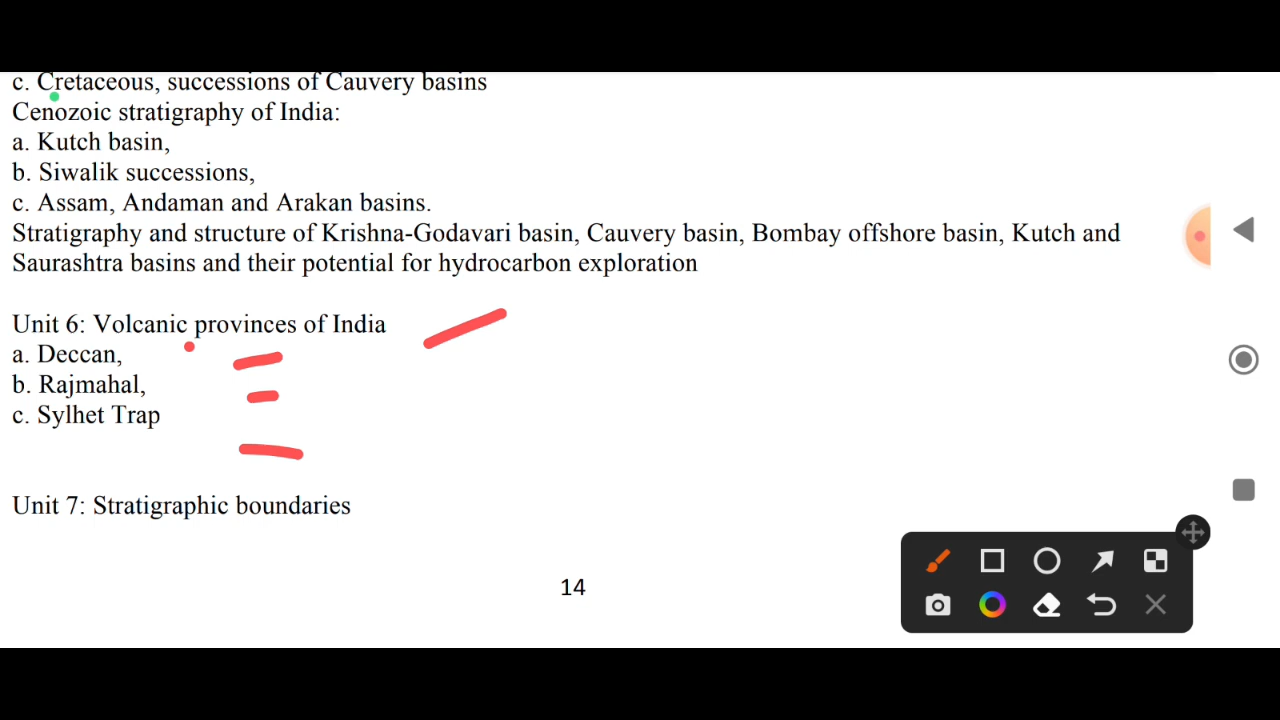 c. Cretaceous, successions of Cauvery basins
Cenozoic stratigraphy of India:
a. Kutch basin,
b. Siwalik successions,
c. Assam, Andaman and Arakan basins.
Stratigraphy and structure of Krishna-Godavari basin, Cauvery basin, Bombay offshore basin, Kutch and
Saurashtra basins and their potential for hydrocarbon exploration
Unit 6: Volcanic provinces of India
a. Deccan,
b. Rajmahal,
c. Sylhet Trap
Unit 7: Stratigraphic boundaries
14